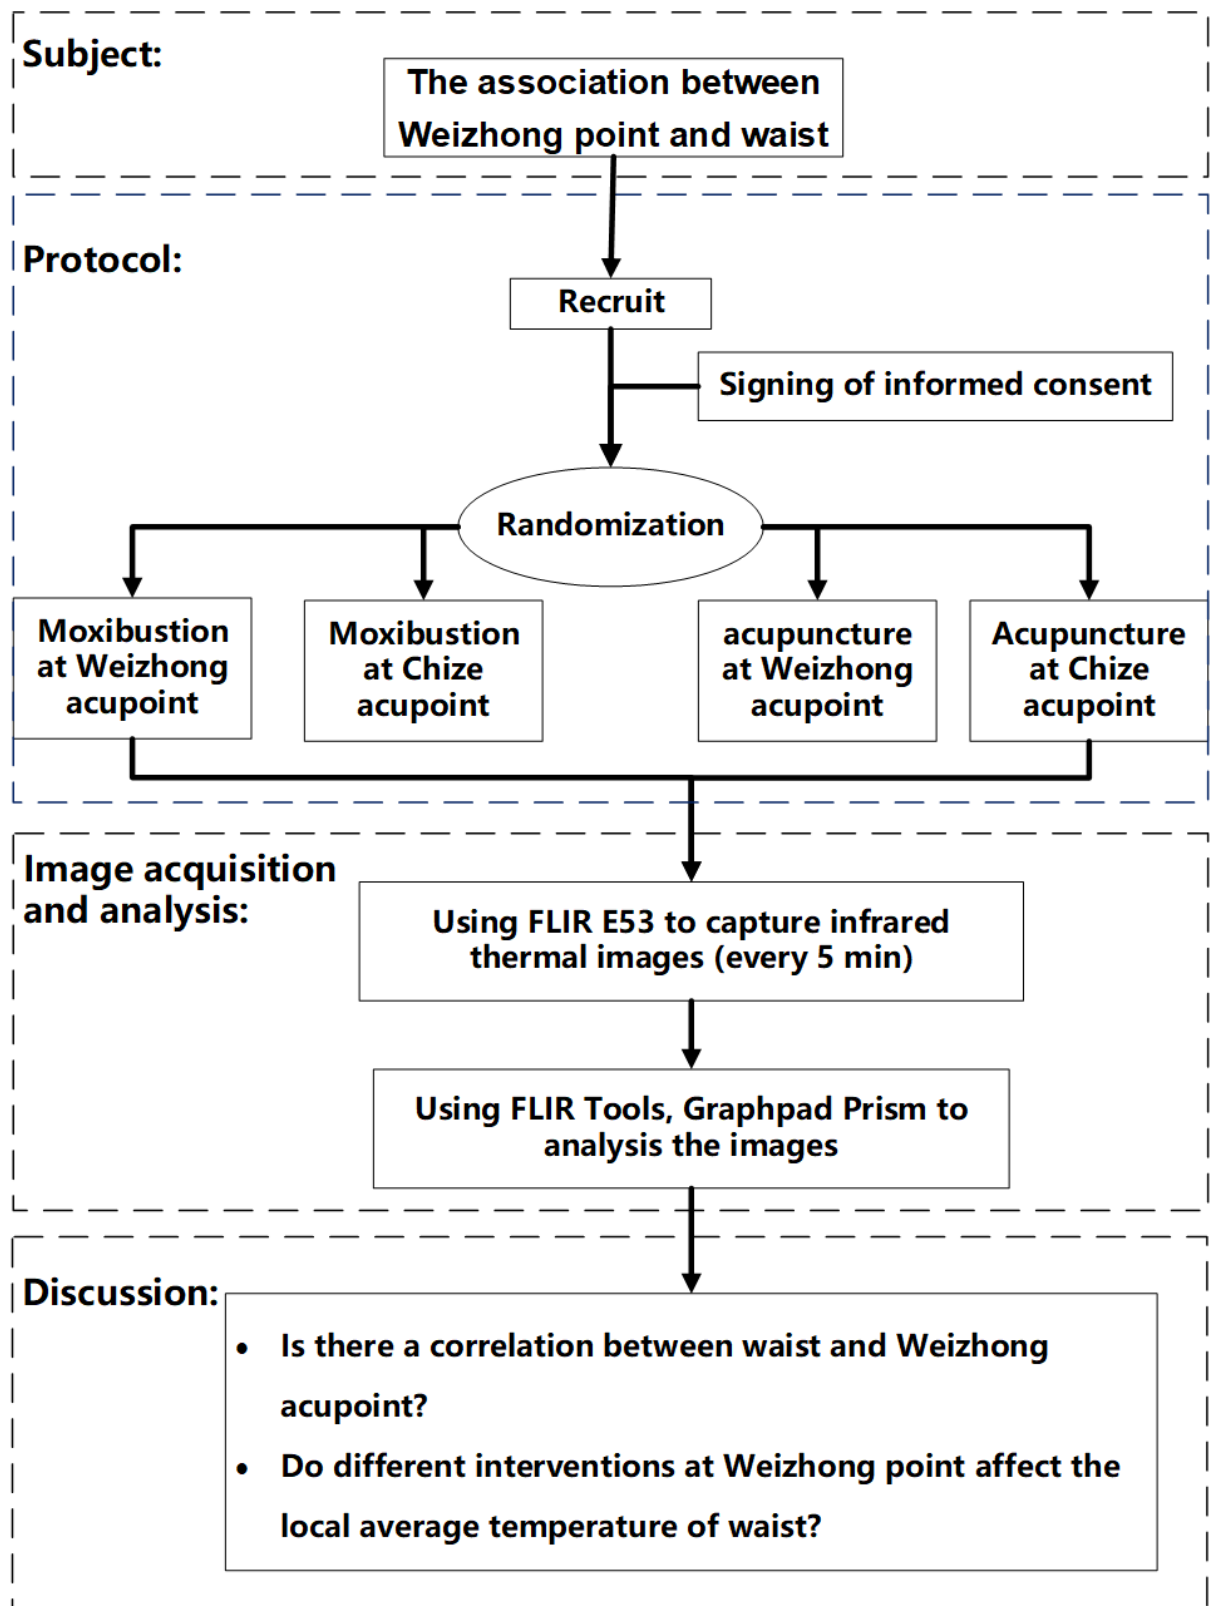 Subject:
The association between
Weizhong point and waist
Protocol:
Recruit
Signing of informed consent
Randomization
Moxibustion
at Weizhong
acupoint
Moxibustion
at Chize
acupoint
acupuncture
at Weizhong
acupoint
Acupuncture
at Chize
acupoint
Image acquisition
and analysis:
Using FLIR E53 to capture infrared
thermal images (every 5 min)
Using FLIR Tools, Graphpad Prism to
analysis the images
Discussion:
• Is there a correlation between waist and Weizhong
acupoint?
• Do different interventions at Weizhong point affect the
local average temperature of waist?